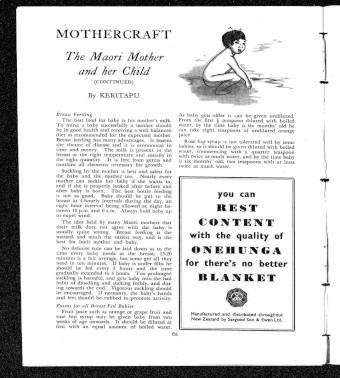 MOTHERCRAFT
The Maori Mother
and her Child
(CONTINUED)
By KERITAPU
Breast Feeding
The best food for baby is his mother's milk.
To nurse a baby successfully a mother should
be in good health and receiving a well balanced
diet as recommended for the expectant mother.
Breast feeding has many advantages. It lessens
the chance of disease and it is economical in
time and money. The milk is present in the
breast at the right temperature and usually in
the right quantity. It is free from germs and
contains all elements necessary for growth.
Suckling by the mother is best and safest for
the baby and the mother too. Nearly every
mother can suckle her baby if she wants to,
and if she is properly looked after before and
after baby is born. The best bottle feeding
is not as good. Baby should be put to the
breast at 4-hourly intervals during the day, an
eight hour interval being allowed at night
between 10 p.m. and 6 a.m. Always hold baby up
to expel wind.
The idea held by many Maori mothers that
their milk does not agree with the baby is
usually quite wrong. Breast feeding is the
natural and much the easiest way, and is the
best for both mother and baby.
No definite rule can be laid down as to the
time every baby needs at the breast, 15-20
minutes is a fair average, but some get all they
need in ten minutes. If baby is under 6lbs he
should be fed every 3 hours and the time
gradually extended to 4 hours. Too prolonged
suckling is harmful, and gets baby into the bad
habit of dawdling and sucking feebly, and
towards the end. Vigorous suckling should
be encouraged. If necessary, the baby's hands
and feet should be rubbed to promote activity.
Extras for all Breast Fed Babies
Fruit juice such as orange or grape fruit and
rose hip syrup may be given baby from two
weeks of age onwards. It should be diluted at
first with an equal amount of boiled water.
As baby gets older it can be given undiluted.
From the first ½ teaspoon diluted with boiled
water, by the time baby is six months' old he
can take eight teaspoons of undiluted orange
juice.
Rose hip syrup is not tolerated well by some
babies, so it should be given diluted with boiled
water, commencing with a quarter teaspoon
with twice as much water, and by the time baby
is six months' old, two teaspoons with at least
twice as much water.
you can
REST
CONTENT
with the quality of
ONEHUNGA
for there's no better
BLANKET
Manufactured and distributed throughout
New Zealand by Sargood Son & Ewen Ltd.
62